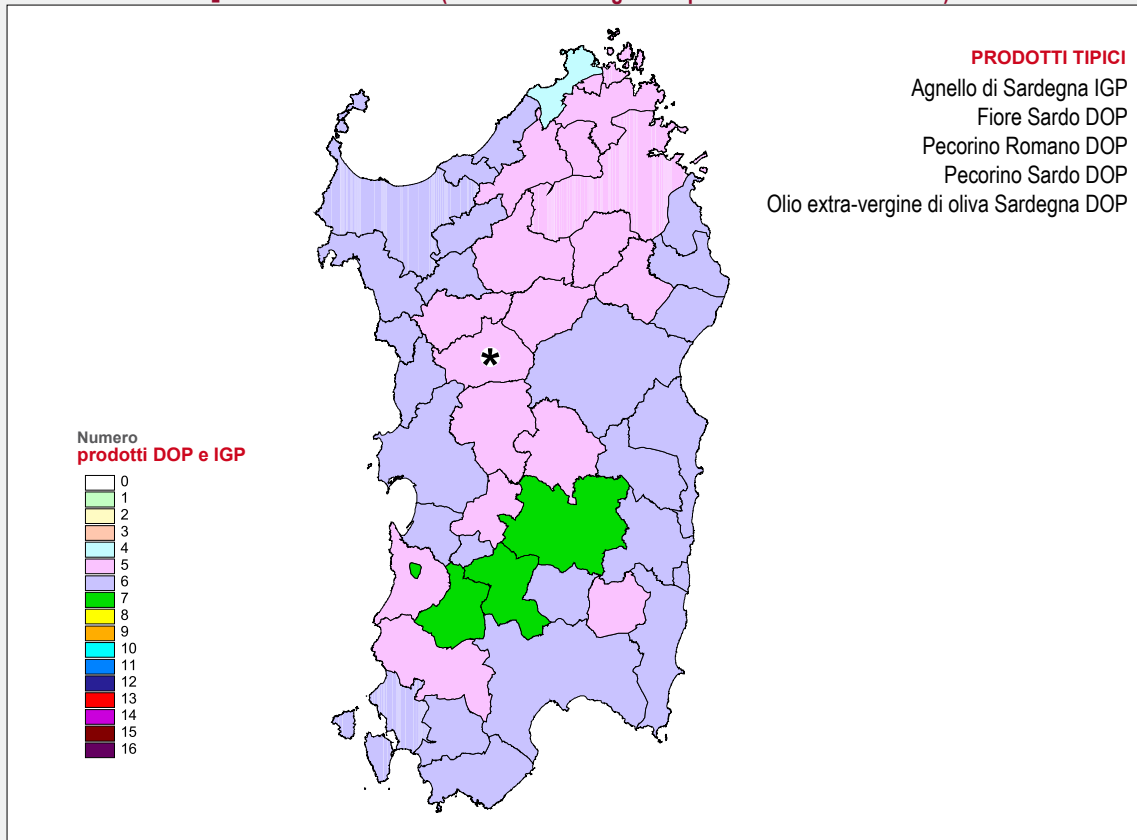 PRODOTTI TIPICI
Agnello di Sardegna IGP
Fiore Sardo DOP
Pecorino Romano DOP
Pecorino Sardo DOP
Olio extra-vergine di oliva Sardegna DOP
*
Numero
prodotti DOP e IGP
0
1
2
3
4
5
6
7
8
9
10
11
12
13
14
15
16